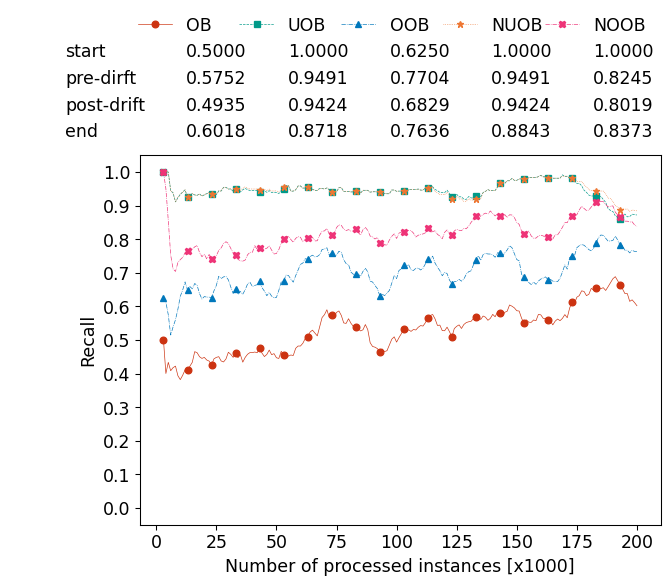 OB UOB OOB NUOB NOOB
start 0.5000 1.0000 0.6250 1.0000 1.0000
pre-dirft 0.5752 0.9491 0.7704 0.9491 0.8245
post-drift 0.4935 0.9424 0.6829 0.9424 0.8019
end 0.6018 0.8718 0.7636 0.8843 0.8373
1.0
0.9
0.8
0.7
0.6
0.5
0.4
0.3
0.2
0.1
0.0
Recall
0 25 50 75 100 125 150 175 200
Number of processed instances [x1000]